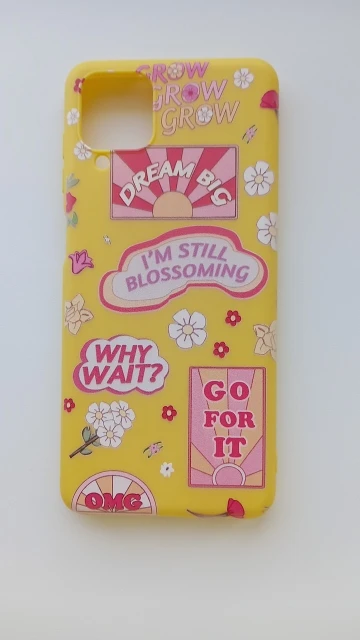 GROW
GROW
GROW
DREAM BIG
I'M STILL
BLOSSOMING
WHY
WAIT?
GO
FOR
IT
OMG